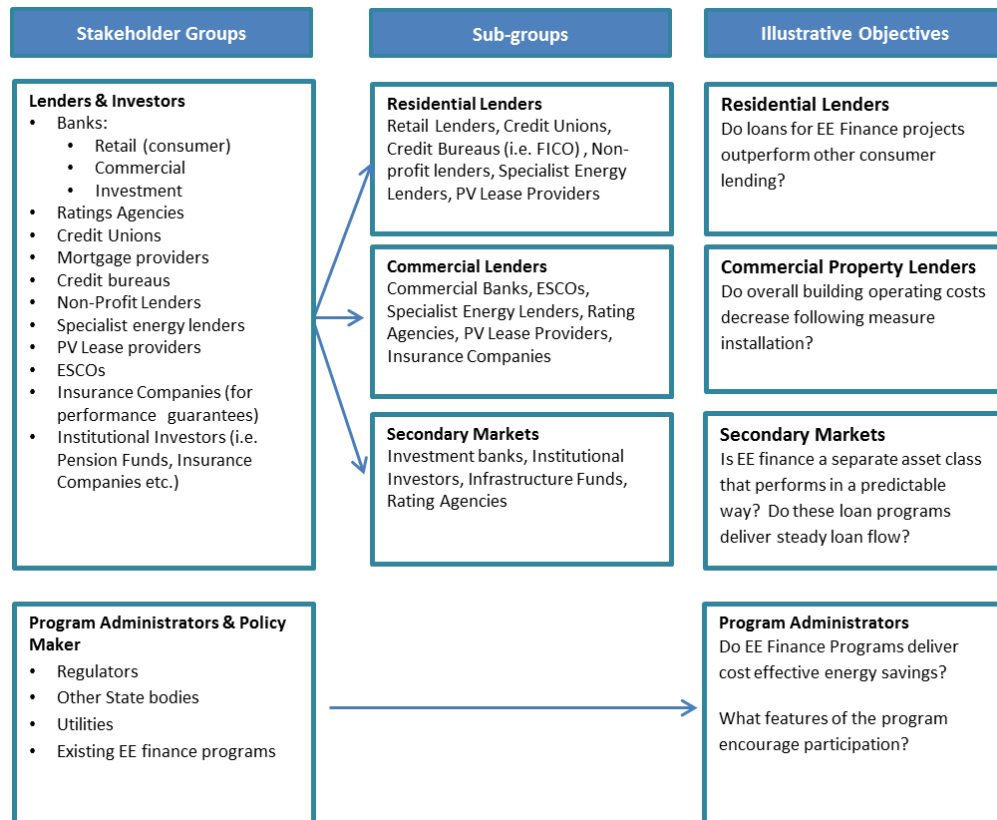 Stakeholder Groups
Sub-groups
Illustrative Objectives
Lenders & Investors
• Banks:
• Retail (consumer)
• Commercial
• Investment
• Ratings Agencies
• Credit Unions
• Mortgage providers
• Credit bureaus
• Non-Profit Lenders
• Specialist energy lenders
• PV Lease providers
• ESCOs
• Insurance Companies (for
performance guarantees)
• Institutional Investors (i.e.
Pension Funds, Insurance
Companies etc.)
Residential Lenders
Retail Lenders, Credit Unions,
Credit Bureaus (i.e. FICO) , Non-
profit lenders, Specialist Energy
Lenders, PV Lease Providers
Residential Lenders
Do loans for EE Finance projects
outperform other consumer
lending?
Commercial Lenders
Commercial Banks, ESCOs,
Specialist Energy Lenders, Rating
Agencies, PV Lease Providers,
Insurance Companies
Commercial Property Lenders
Do overall building operating costs
decrease following measure
installation?
Secondary Markets
Investment banks, Institutional
Investors, Infrastructure Funds,
Rating Agencies
Secondary Markets
Is EE finance a separate asset class
that performs in a predictable
way? Do these loan programs
deliver steady loan flow?
Program Administrators & Policy
Maker
• Regulators
• Other State bodies
• Utilities
• Existing EE finance programs
Program Administrators
Do EE Finance Programs deliver
cost effective energy savings?
What features of the program
encourage participation?